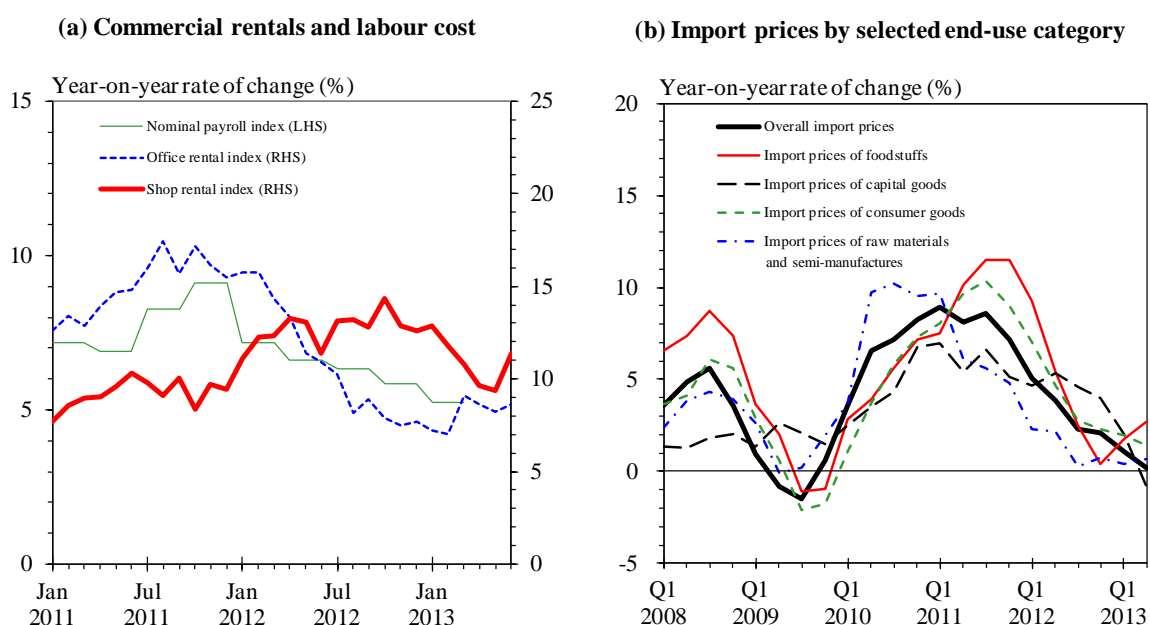 (a) Commercial rentals and labour cost
Year-on-year rate of change (%)
15
10
5
0
25
20
15
10
5
0
Nominal payroll index (LHS)
Office rental index (RHS)
Shop rental index (RHS)
Jan
2011
Jul
2011
Jan
2012
Jul
2012
Jan
2013
(b) Import prices by selected end-use category
Year-on-year rate of change (%)
20
15
10
5
0
-5
Overall import prices
Import prices of foodstuffs
Import prices of capital goods
Import prices of consumer goods
Import prices of raw materials
and semi-manufactures
Q1
2008
Q1
2009
Q1
2010
Q1
2011
Q1
2012
Q1
2013